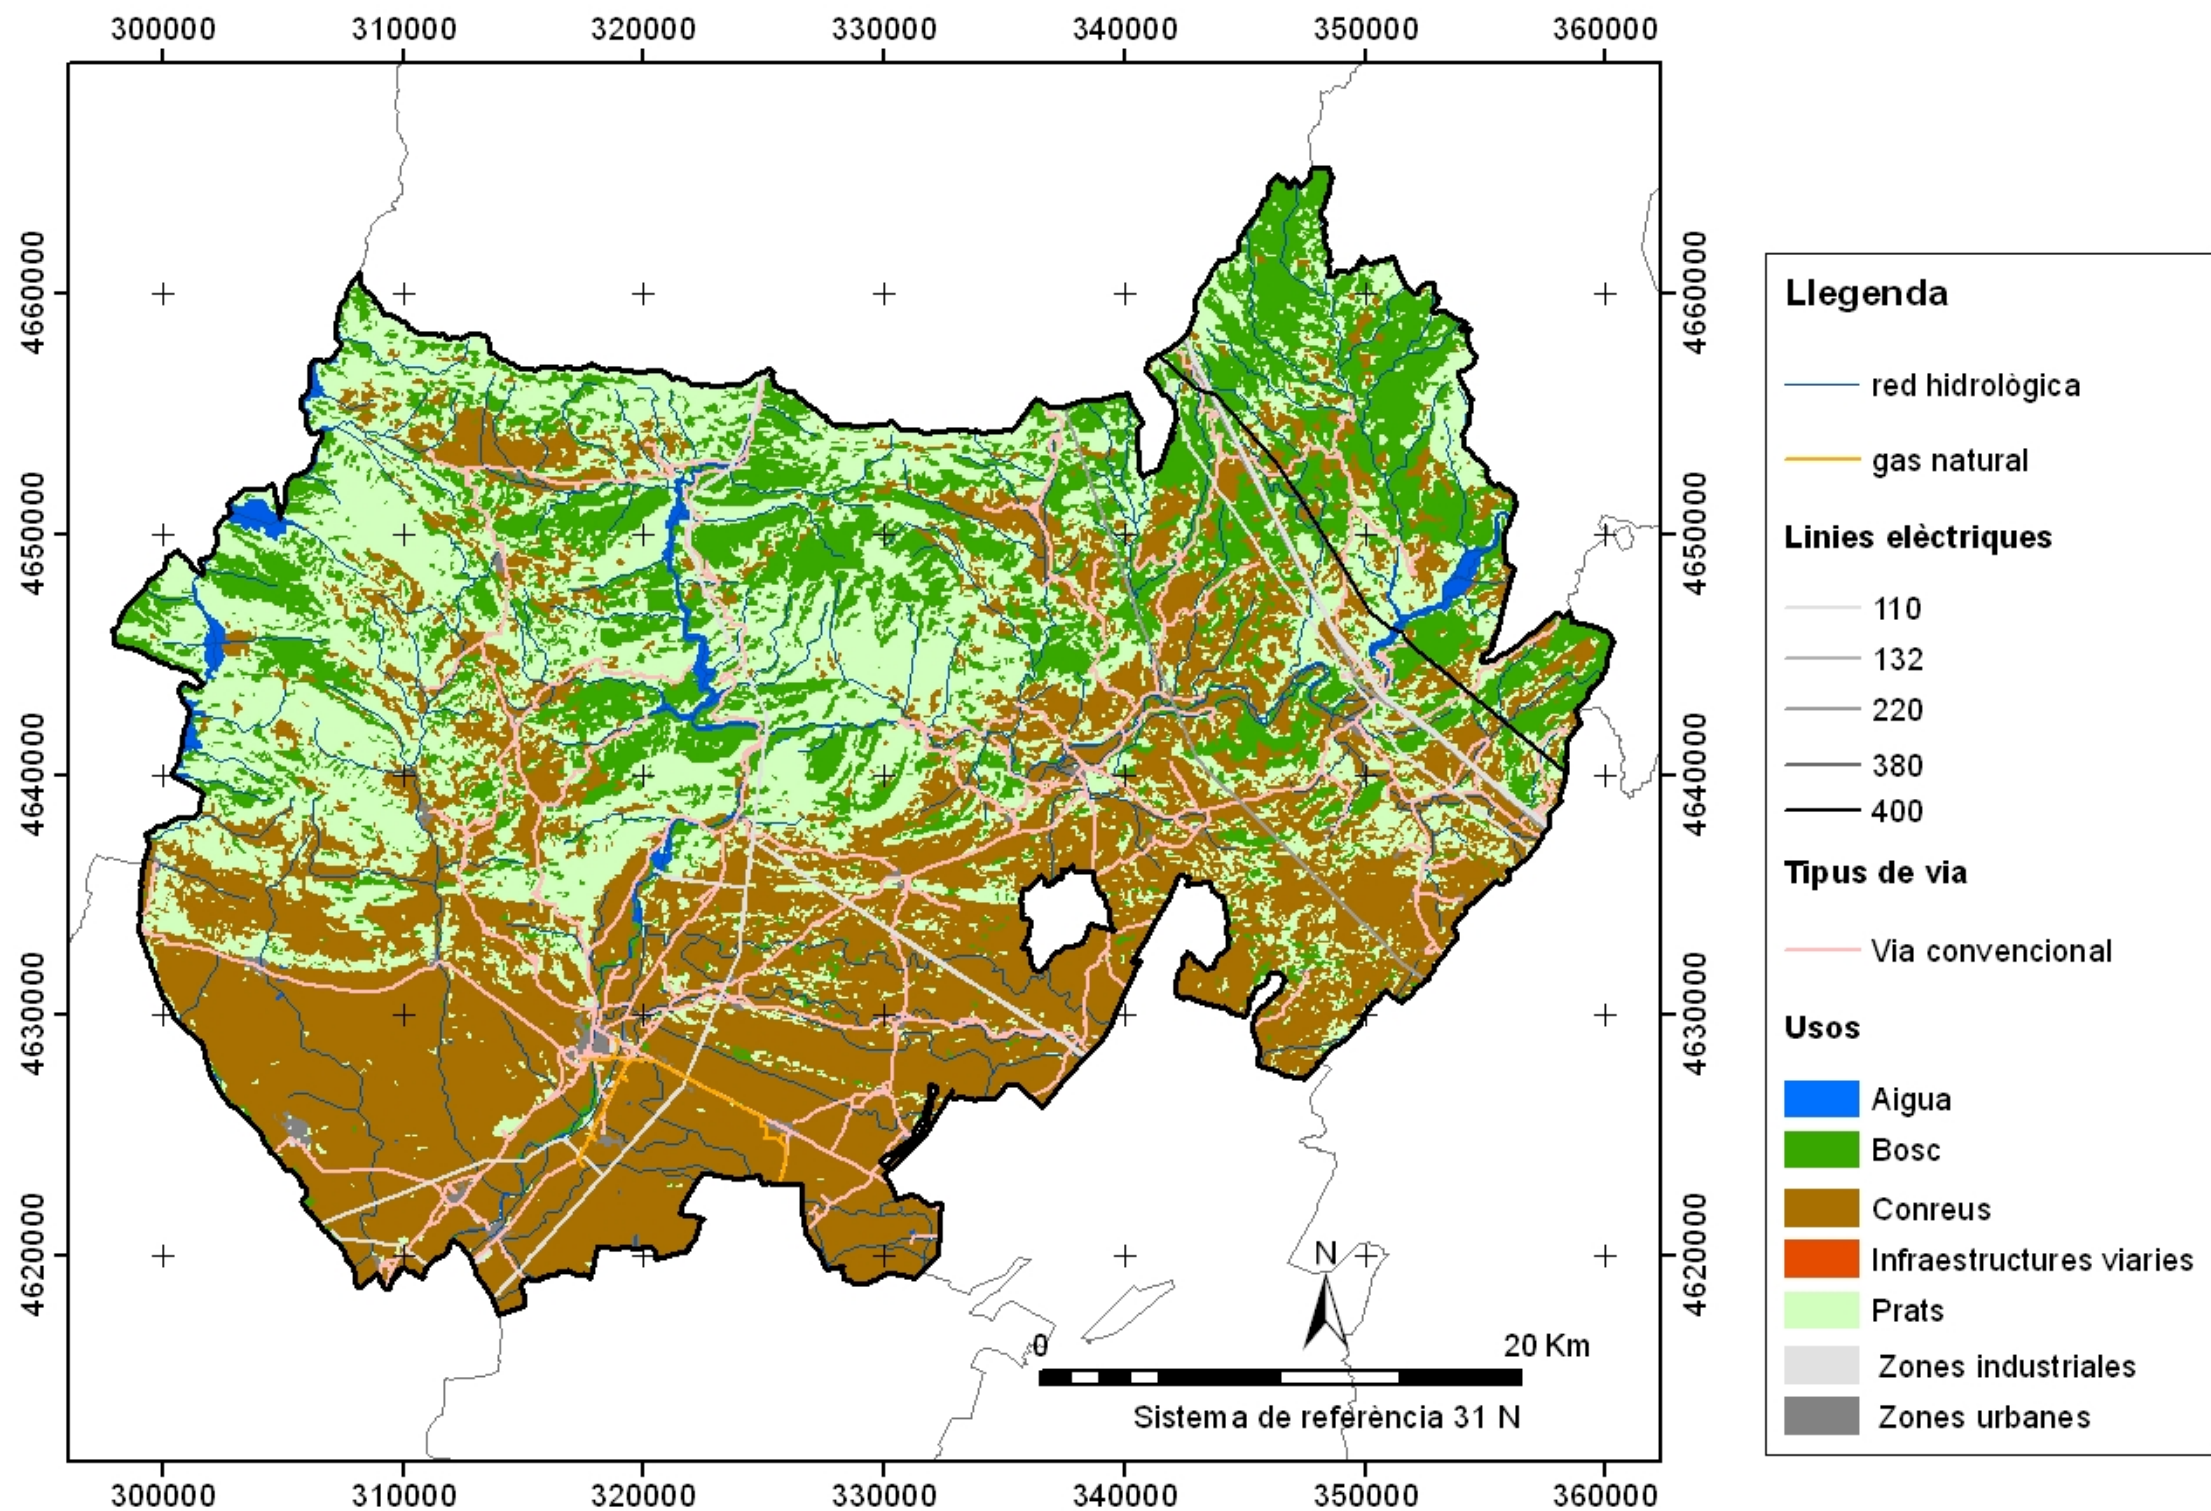 300000 310000 320000 330000 340000 350000 360000
4660000
4650000
4640000
4630000
4620000
4660000
4650000
4640000
4630000
4620000
N
0 20 Km
Sistema de referència 31 N
300000 310000 320000 330000 340000 350000 360000
Llegenda
red hidrològica
gas natural
Linies elèctriques
110
132
220
380
400
Tipus de via
Via convencional
Usos
Aigua
Bosc
Conreus
Infraestructures viaries
Prats
Zones industriales
Zones urbanes